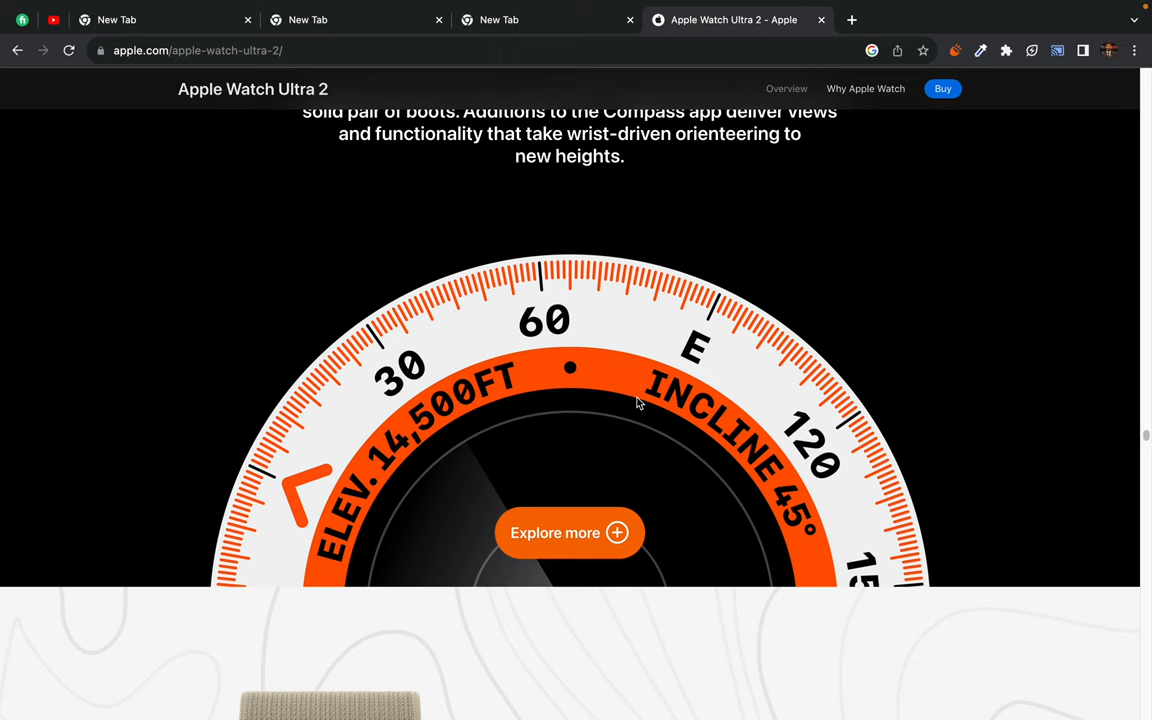 New Tab
New Tab
New Tab
Apple Watch Ultra 2 - Apple
apple.com/apple-watch-ultra-2/
Apple Watch Ultra 2
Overview
Why Apple Watch
Buy
solid pair of boots. Additions to the Compass app deliver views
and functionality that take wrist-driven orienteering to
new heights.
30
60
E
120
ELEV. 14,500FT
INCLINE 45°
Explore more